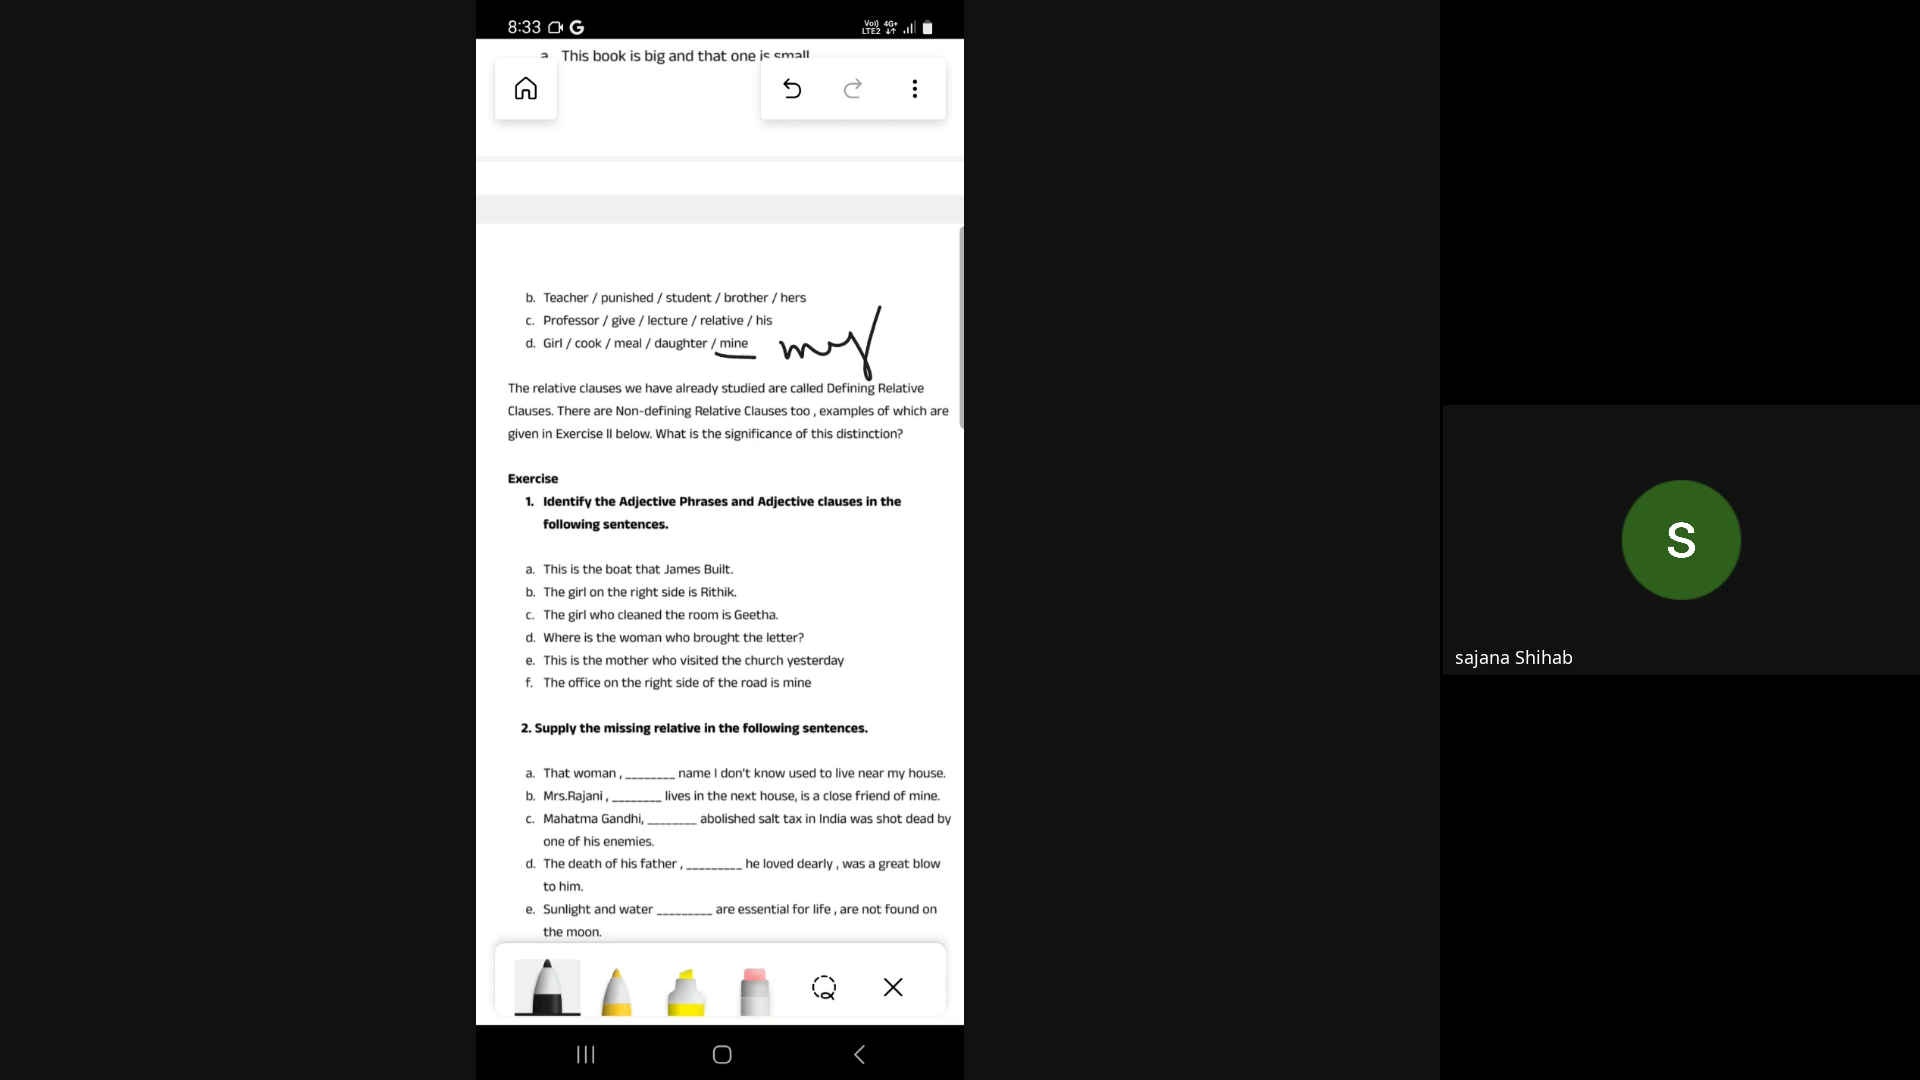 8:33
Vo)) 4G+
LTE2
a. This book is big and that one is small
b. Teacher / punished / student / brother / hers
c. Professor / give / lecture / relative / his
d. Girl / cook / meal / daughter / mine
my
The relative clauses we have already studied are called Defining Relative
Clauses. There are Non-defining Relative Clauses too , examples of which are
given in Exercise II below. What is the significance of this distinction?
Exercise
1. Identify the Adjective Phrases and Adjective clauses in the
following sentences.
a. This is the boat that James Built.
b. The girl on the right side is Rithik.
c. The girl who cleaned the room is Geetha.
d. Where is the woman who brought the letter?
e. This is the mother who visited the church yesterday
f. The office on the right side of the road is mine
2. Supply the missing relative in the following sentences.
a. That woman , ________ name I don't know used to live near my house.
b. Mrs.Rajani , ________ lives in the next house, is a close friend of mine.
c. Mahatma Gandhi, ________ abolished salt tax in India was shot dead by
one of his enemies.
d. The death of his father , _________ he loved dearly , was a great blow
to him.
e. Sunlight and water _________ are essential for life , are not found on
the moon.
S
sajana Shihab